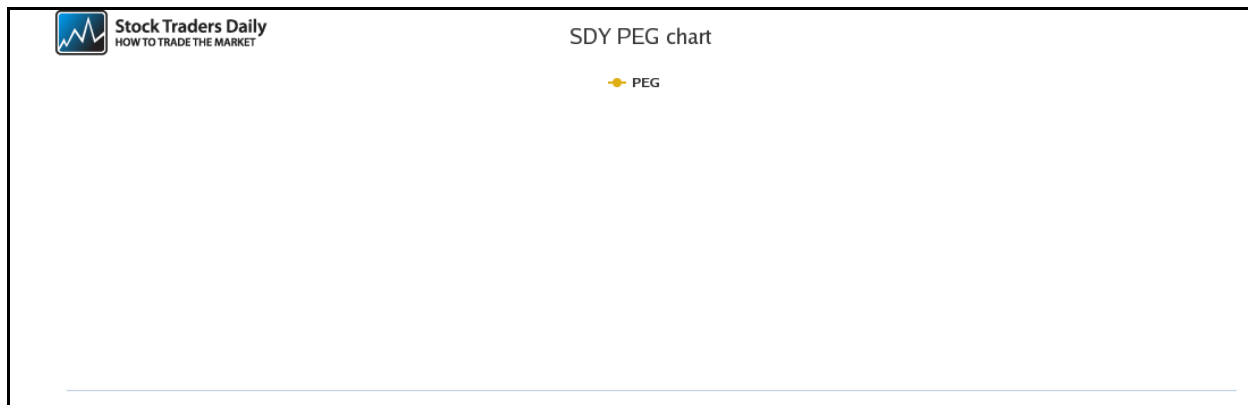 Stock Traders Daily
HOW TO TRADE THE MARKET
SDY PEG chart
PEG